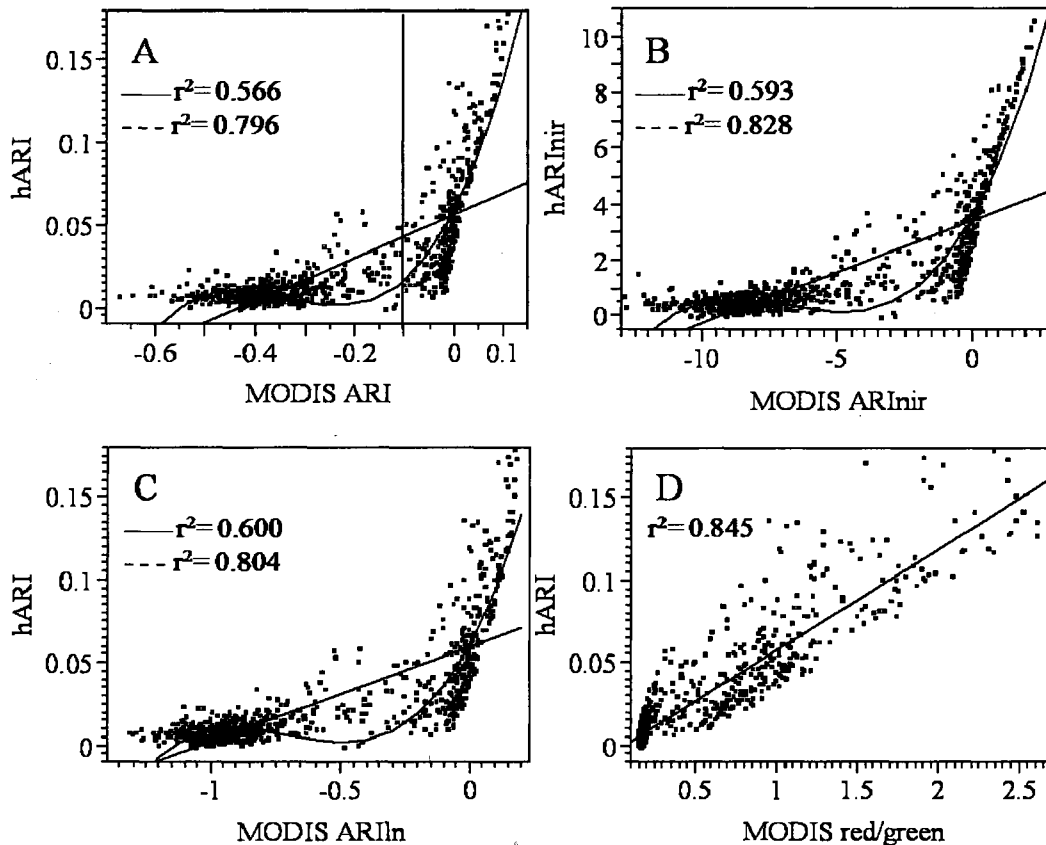 A
r²= 0.566
r²= 0.796
hARI
0.15
0.1
0.05
0
-0.6
-0.4
-0.2
0
0.1
MODIS ARI
B
r²= 0.593
r²= 0.828
hARInir
10
8
6
4
2
0
-10
-5
0
MODIS ARInir
C
r²= 0.600
r²= 0.804
hARI
0.15
0.1
0.05
0
-1
-0.5
0
MODIS ARIln
D
r²= 0.845
hARI
0.15
0.1
0.05
0
0.5
1
1.5
2
2.5
MODIS red/green